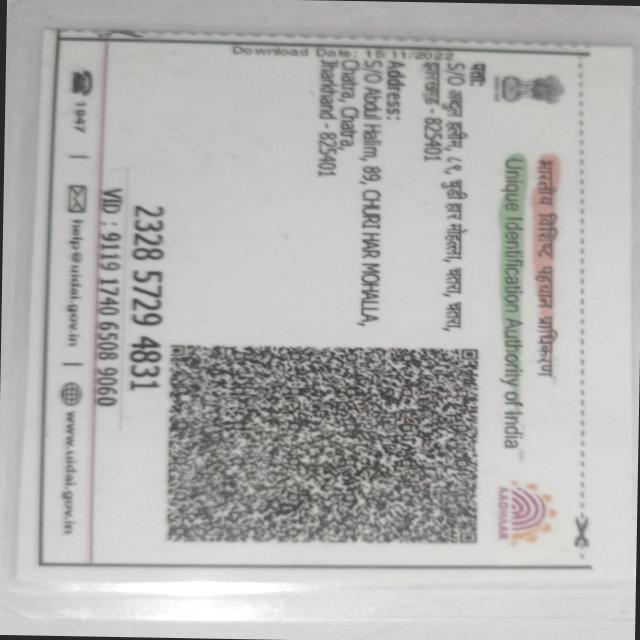 भारतीय विशिष्ट पहचान प्राधिकरण
Unique Identification Authority of India
AADHAAR
Download Date: 15/11/2022
पता:
S/O अब्दुल हलीम, ८९, चुड़ी हर मोहल्ला, चतरा, चतरा,
झारखण्ड - 825401
Address:
S/O Abdul Halim, 89, CHURI HAR MOHALLA,
Chatra, Chatra,
Jharkhand - 825401
2328 5729 4831
VID : 9119 1740 6508 9060
1947 | help@uidai.gov.in | www.uidai.gov.in